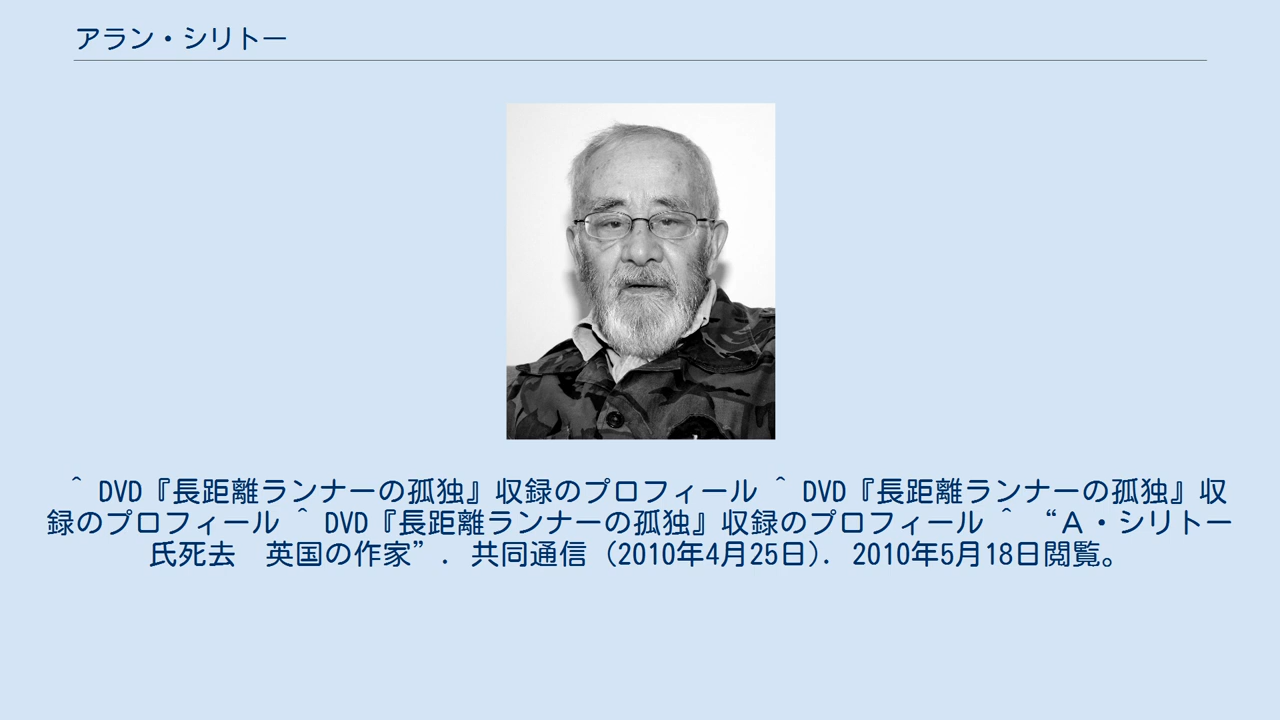 アラン・シリトー
^ DVD『長距離ランナーの孤独』収録のプロフィール ^ DVD『長距離ランナーの孤独』収
録のプロフィール ^ DVD『長距離ランナーの孤独』収録のプロフィール ^ “Ａ・シリトー
氏死去　英国の作家”. 共同通信 (2010年4月25日). 2010年5月18日閲覧。